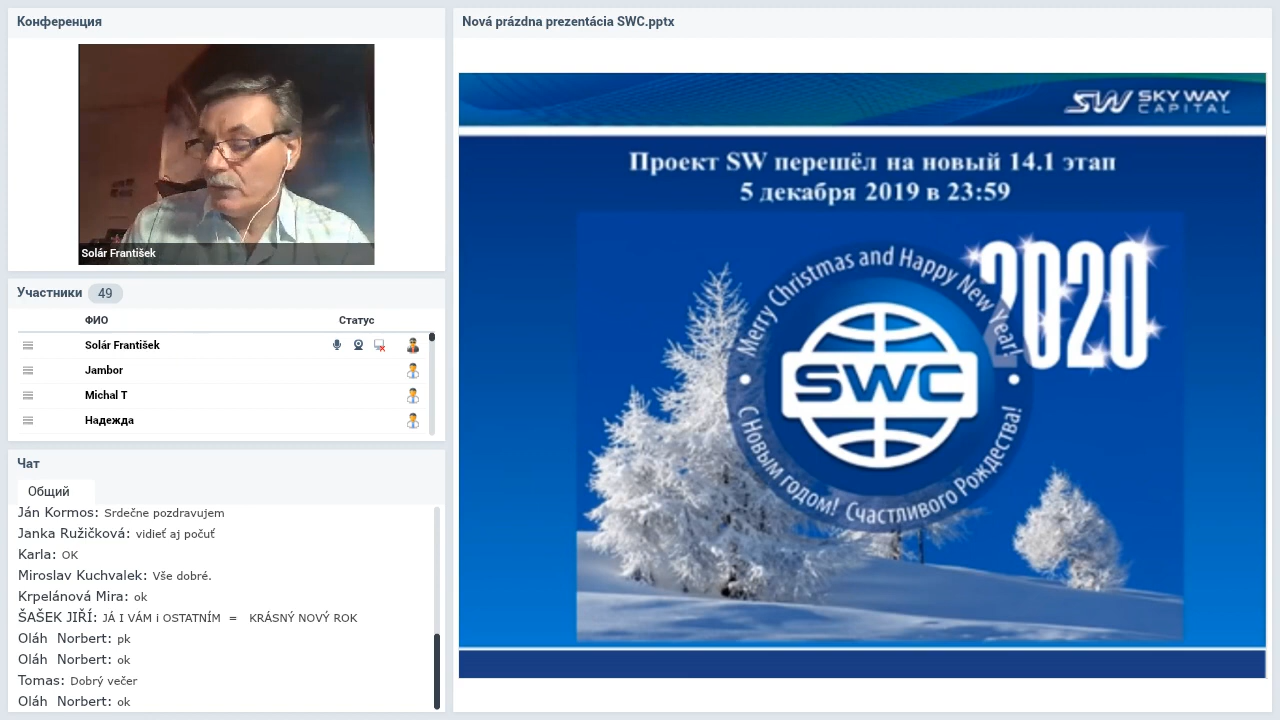 Конференция
Solár František
Участники 49
ФИО Статус
Solár František
Jambor
Michal T
Надежда
Чат
Общий
Ján Kormos: Srdečne pozdravujem
Janka Ružičková: vidieť aj počuť
Karla: OK
Miroslav Kuchvalek: Vše dobré.
Krpelánová Mira: ok
ŠAŠEK JIŘÍ: JÁ I VÁM i OSTATNÍM = KRÁSNÝ NOVÝ ROK
Oláh Norbert: pk
Oláh Norbert: ok
Tomas: Dobrý večer
Oláh Norbert: ok
Nová prázdna prezentácia SWC.pptx
SW SKY WAY
CAPITAL
Проект SW перешёл на новый 14.1 этап
5 декабря 2019 в 23:59
2020
Merry Christmas and Happy New Year!
SWC
С Новым годом! Счастливого Рождества!